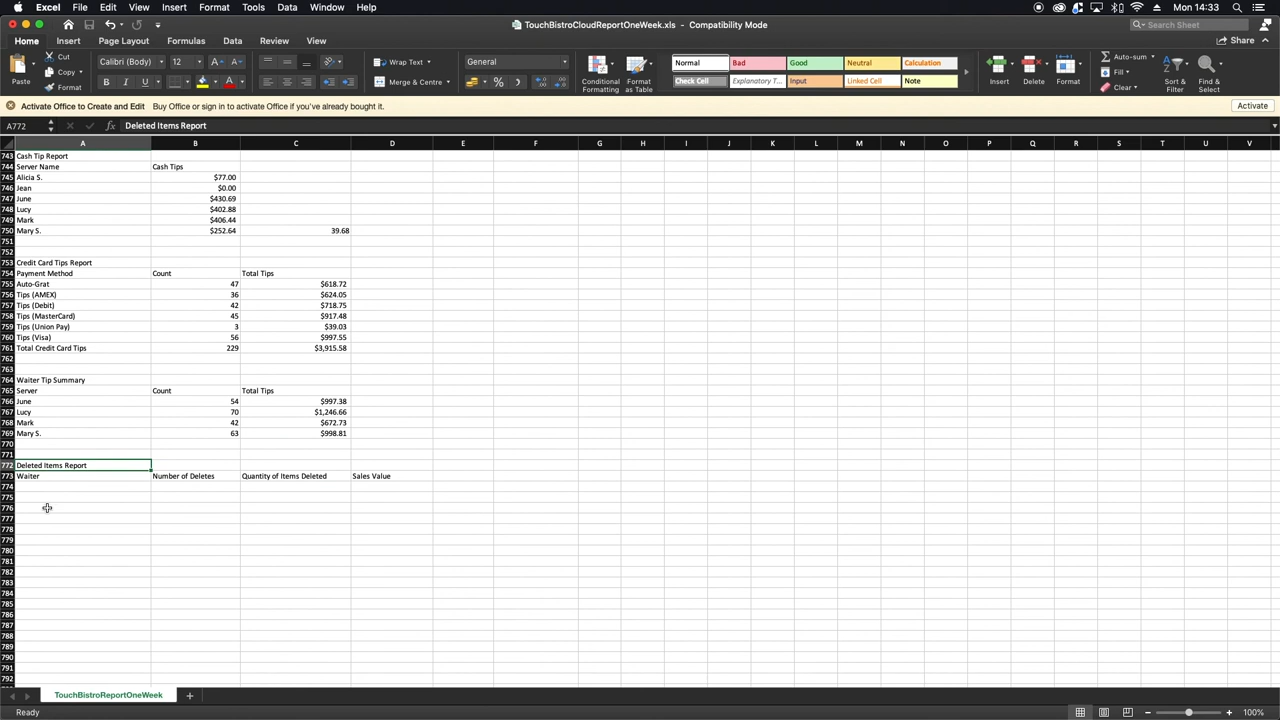 Excel File Edit View Insert Format Tools Data Window Help Mon 14:33
TouchBistroCloudReportOneWeek.xls - Compatibility Mode
Search Sheet
Home Insert Page Layout Formulas Data Review View Share
Paste Cut Copy Format
Calibri (Body) 12
Wrap Text
Merge & Centre
General
Conditional Formatting
Format as Table
Normal Bad Good Neutral Calculation
Check Cell Explanatory T... Input Linked Cell Note
Insert Delete Format
Auto-sum
Fill
Clear
Sort & Filter
Find & Select
Activate Office to Create and Edit Buy Office or sign in to activate Office if you've already bought it. Activate
A772 fx Deleted Items Report
A B C D E F G H I J K L M N O P Q R S T U V
743 Cash Tip Report
744 Server Name Cash Tips
745 Alicia S. $77.00
746 Jean $0.00
747 June $430.69
748 Lucy $402.88
749 Mark $406.44
750 Mary S. $252.64 39.68
751
752
753 Credit Card Tips Report
754 Payment Method Count Total Tips
755 Auto-Grat 47 $618.72
756 Tips (AMEX) 36 $624.05
757 Tips (Debit) 42 $718.75
758 Tips (MasterCard) 45 $917.48
759 Tips (Union Pay) 3 $39.03
760 Tips (Visa) 56 $997.55
761 Total Credit Card Tips 229 $3,915.58
762
763
764 Waiter Tip Summary
765 Server Count Total Tips
766 June 54 $997.38
767 Lucy 70 $1,246.66
768 Mark 42 $672.73
769 Mary S. 63 $998.81
770
771
772 Deleted Items Report
773 Waiter Number of Deletes Quantity of Items Deleted Sales Value
774
775
776
777
778
779
780
781
782
783
784
785
786
787
788
789
790
791
792
TouchBistroReportOneWeek
Ready 100%